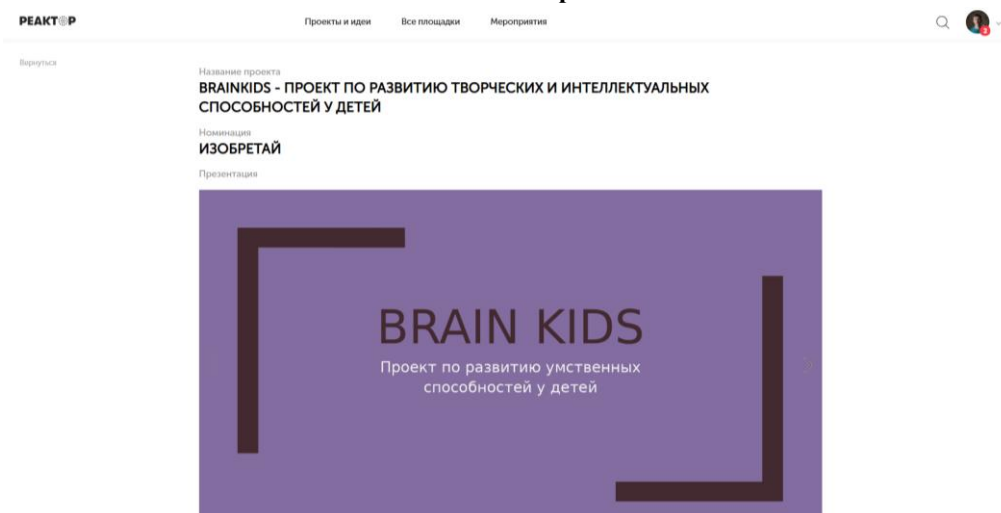 РЕАКТОР
Проекты и идеи
Все площадки
Мероприятия
3
Вернуться
Название проекта
BRAINKIDS - ПРОЕКТ ПО РАЗВИТИЮ ТВОРЧЕСКИХ И ИНТЕЛЛЕКТУАЛЬНЫХ
СПОСОБНОСТЕЙ У ДЕТЕЙ
Номинация
ИЗОБРЕТАЙ
Презентация
BRAIN KIDS
Проект по развитию умственных
способностей у детей